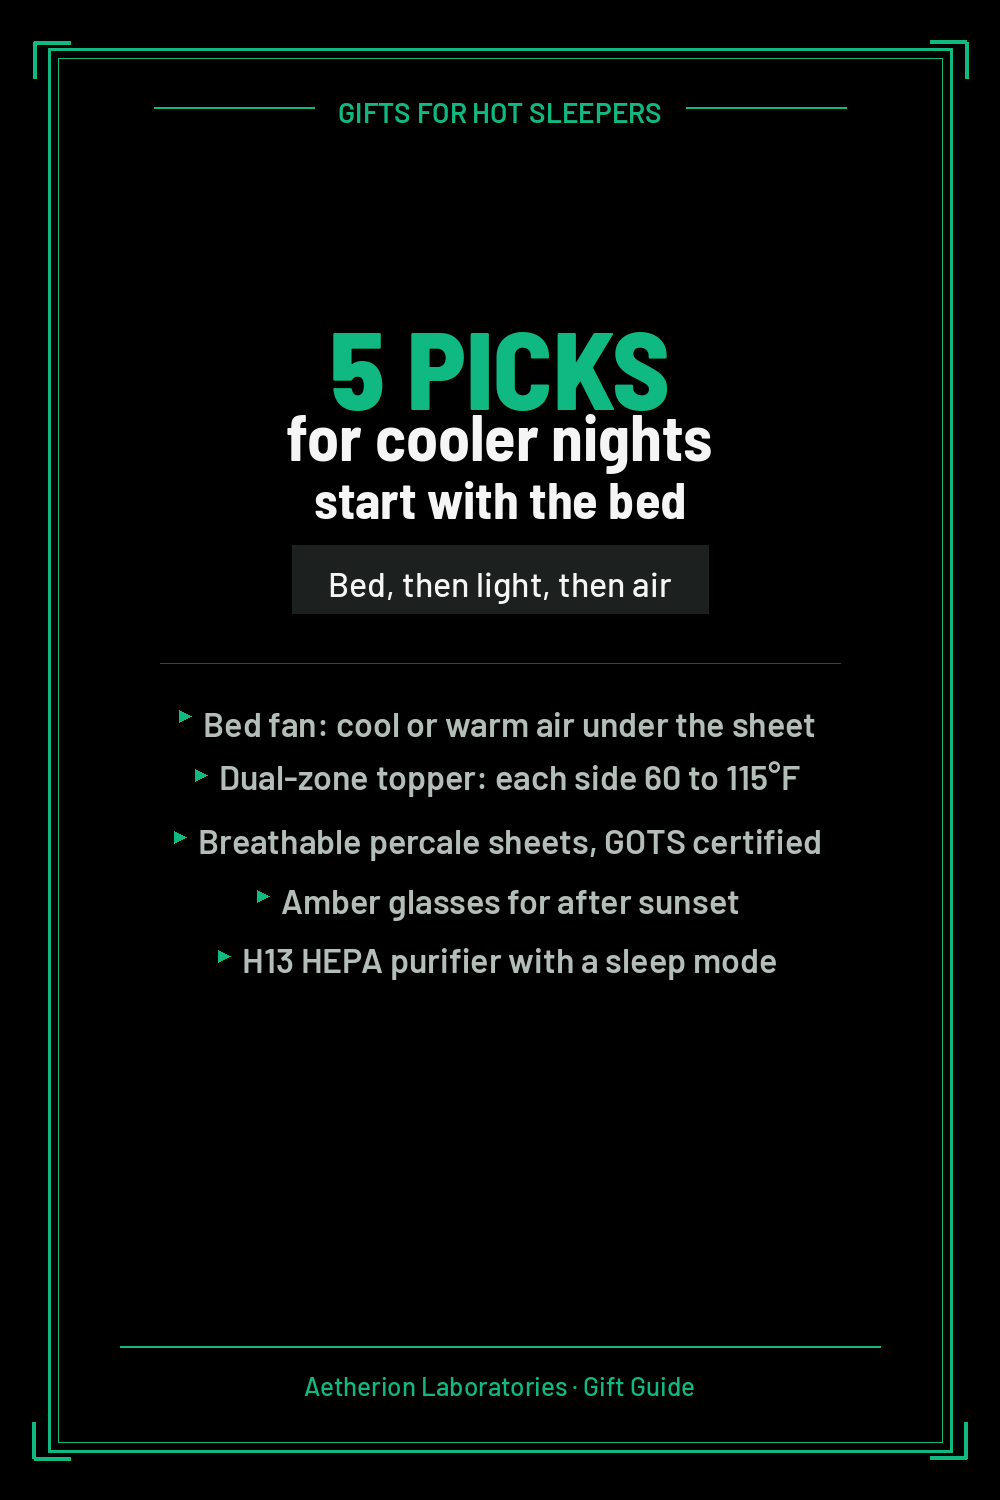 GIFTS FOR HOT SLEEPERS
5 PICKS
for cooler nights
start with the bed
Bed, then light, then air
Bed fan: cool or warm air under the sheet
Dual-zone topper: each side 60 to 115°F
Breathable percale sheets, GOTS certified
Amber glasses for after sunset
H13 HEPA purifier with a sleep mode
Aetherion Laboratories · Gift Guide